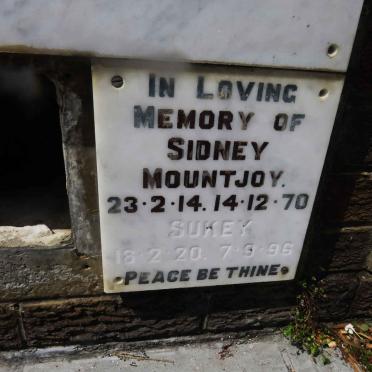 IN LOVING
MEMORY OF
SIDNEY
MOUNTJOY.
23·2·14. 14·12·70
SUKEY
16·2·20. 7·9·96
·PEACE BE THINE·